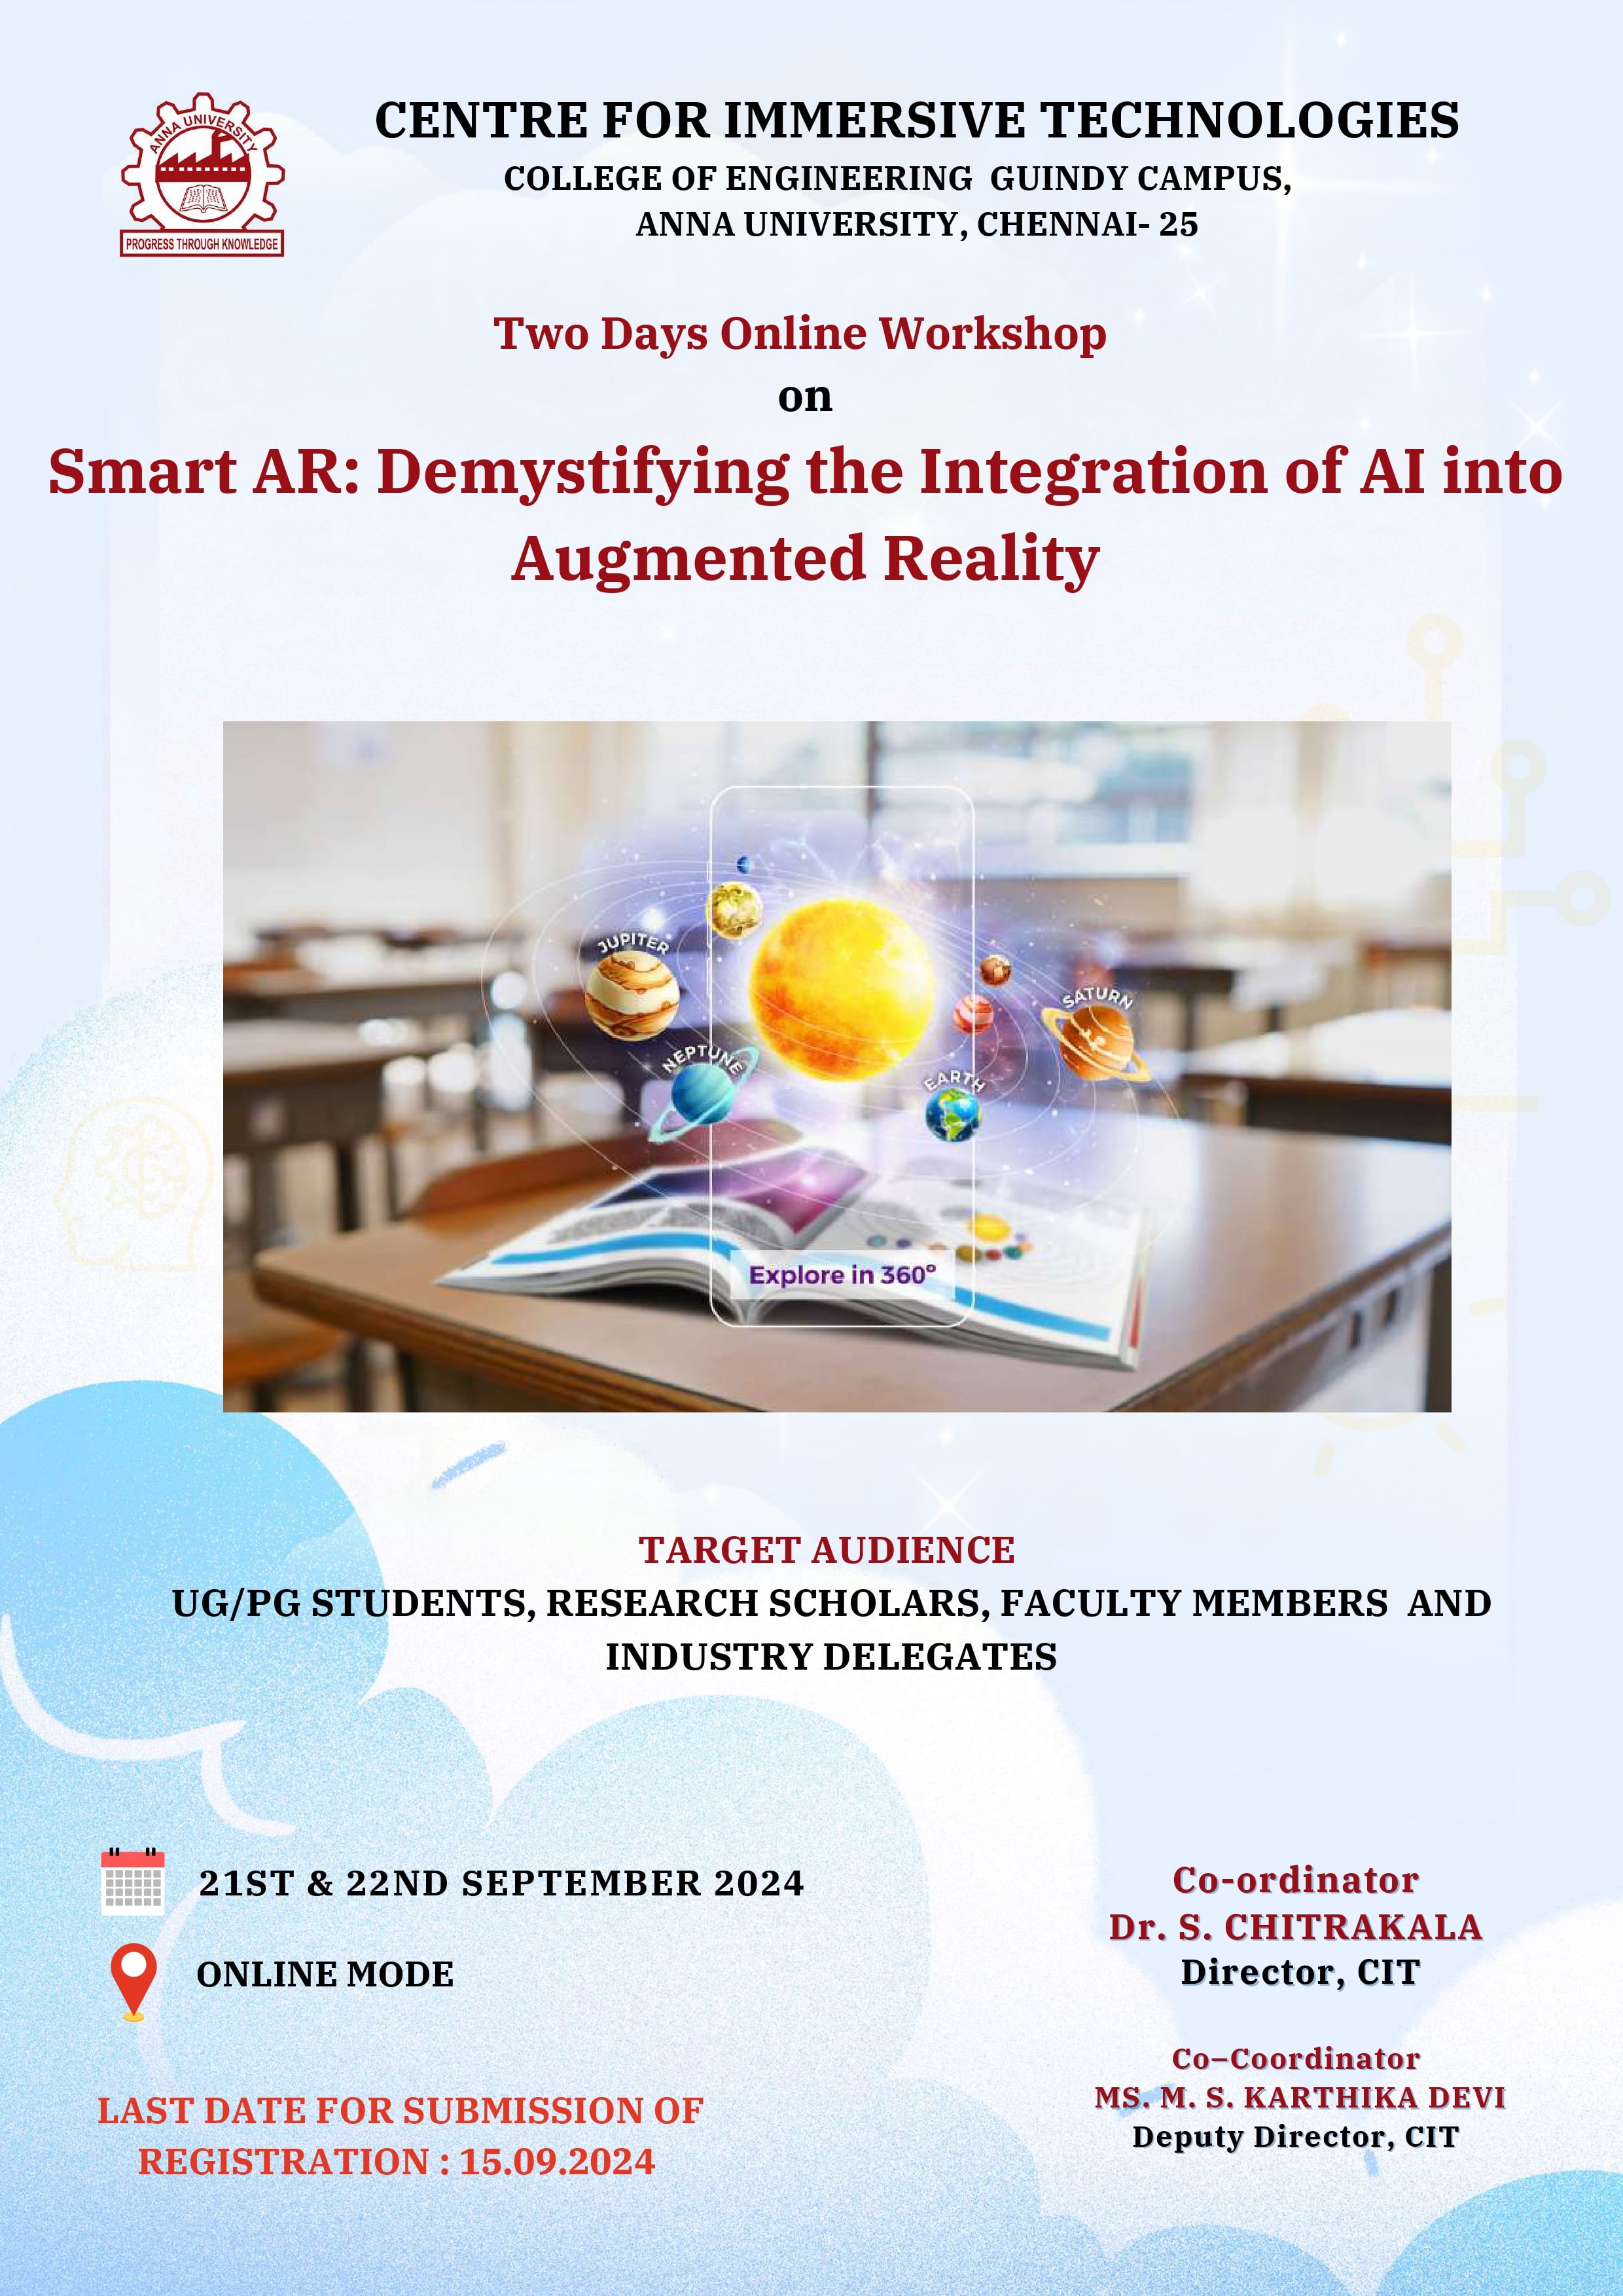 ANNA UNIVERSITY
PROGRESS THROUGH KNOWLEDGE
CENTRE FOR IMMERSIVE TECHNOLOGIES
COLLEGE OF ENGINEERING GUINDY CAMPUS,
ANNA UNIVERSITY, CHENNAI- 25
Two Days Online Workshop
on
Smart AR: Demystifying the Integration of AI into
Augmented Reality
JUPITER
SATURN
NEPTUNE
EARTH
Explore in 360°
TARGET AUDIENCE
UG/PG STUDENTS, RESEARCH SCHOLARS, FACULTY MEMBERS AND
INDUSTRY DELEGATES
21ST & 22ND SEPTEMBER 2024
ONLINE MODE
LAST DATE FOR SUBMISSION OF
REGISTRATION : 15.09.2024
Co-ordinator
Dr. S. CHITRAKALA
Director, CIT
Co–Coordinator
MS. M. S. KARTHIKA DEVI
Deputy Director, CIT